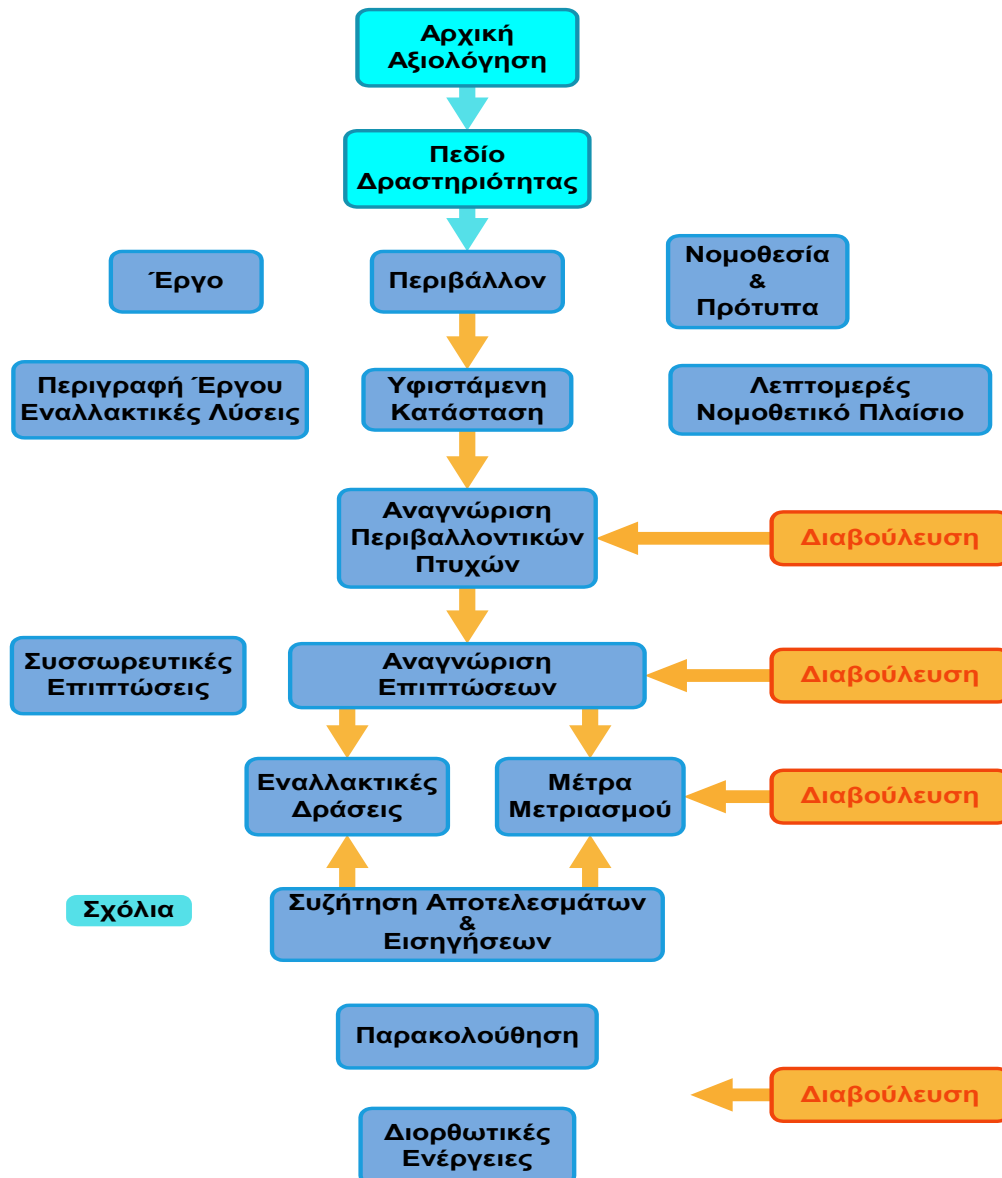 Αρχική
Αξιολόγηση
Πεδίο
Δραστηριότητας
Έργο
Περιβάλλον
Νομοθεσία
&
Πρότυπα
Περιγραφή Έργου
Εναλλακτικές Λύσεις
Υφιστάμενη
Κατάσταση
Λεπτομερές
Νομοθετικό Πλαίσιο
Αναγνώριση
Περιβαλλοντικών
Πτυχών
Διαβούλευση
Συσσωρευτικές
Επιπτώσεις
Αναγνώριση
Επιπτώσεων
Διαβούλευση
Εναλλακτικές
Δράσεις
Μέτρα
Μετριασμού
Διαβούλευση
Σχόλια
Συζήτηση Αποτελεσμάτων
&
Εισηγήσεων
Παρακολούθηση
Διαβούλευση
Διορθωτικές
Ενέργειες